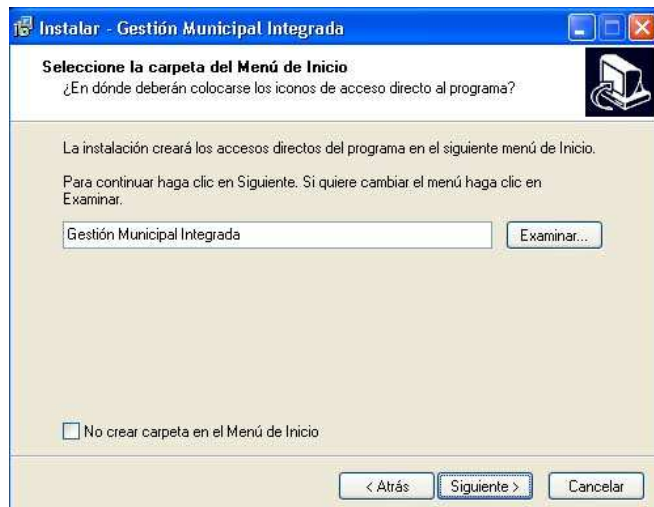 Instalar - Gestión Municipal Integrada
Seleccione la carpeta del Menú de Inicio
¿En dónde deberán colocarse los iconos de acceso directo al programa?
La instalación creará los accesos directos del programa en el siguiente menú de Inicio.
Para continuar haga clic en Siguiente. Si quiere cambiar el menú haga clic en
Examinar.
Gestión Municipal Integrada
Examinar...
No crear carpeta en el Menú de Inicio
< Atrás
Siguiente >
Cancelar